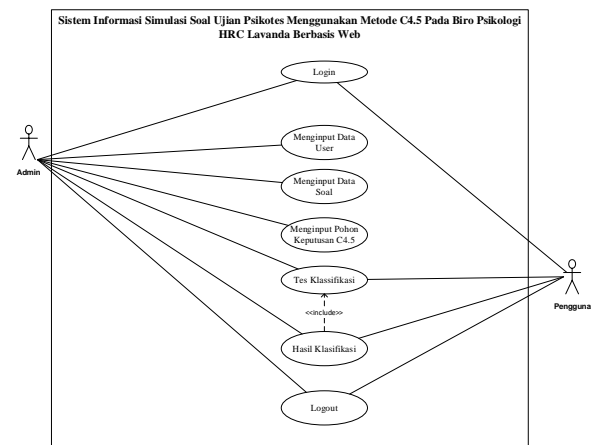 Sistem Informasi Simulasi Soal Ujian Psikotes Menggunakan Metode C4.5 Pada Biro Psikologi
HRC Lavanda Berbasis Web
Login
Menginput Data
User
Admin
Menginput Data
Soal
Menginput Pohon
Keputusan C4.5
Tes Klassifikasi
Pengguna
<<include>>
Hasil Klasifikasi
Logout